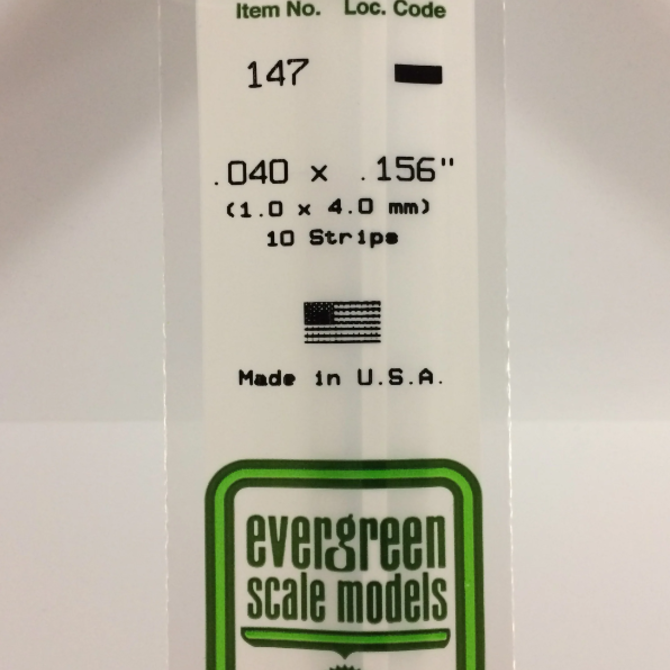 Item No. Loc. Code
147
.040 x .156"
(1.0 x 4.0 mm)
10 Strips
Made in U.S.A.
evergreen
scale models